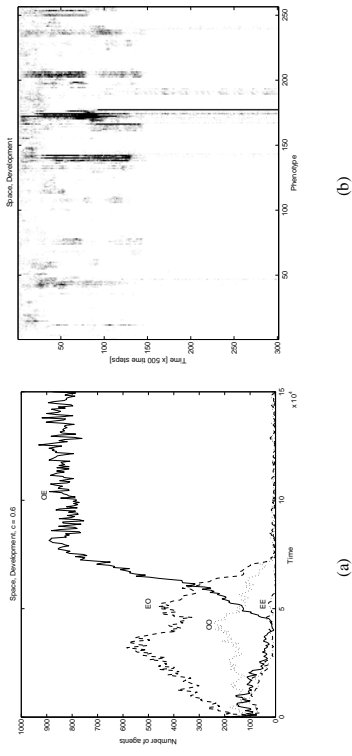 Space, Development, c = 0.6
1000
900
800
700
600
500
400
300
200
100
0
Number of agents
OE
EO
OO
EE
0
5
10
15
x 10⁴
Time
(a)
Space, Development
50
100
150
200
250
300
Time [ x 500 time steps]
50
100
150
200
250
Phenotype
(b)